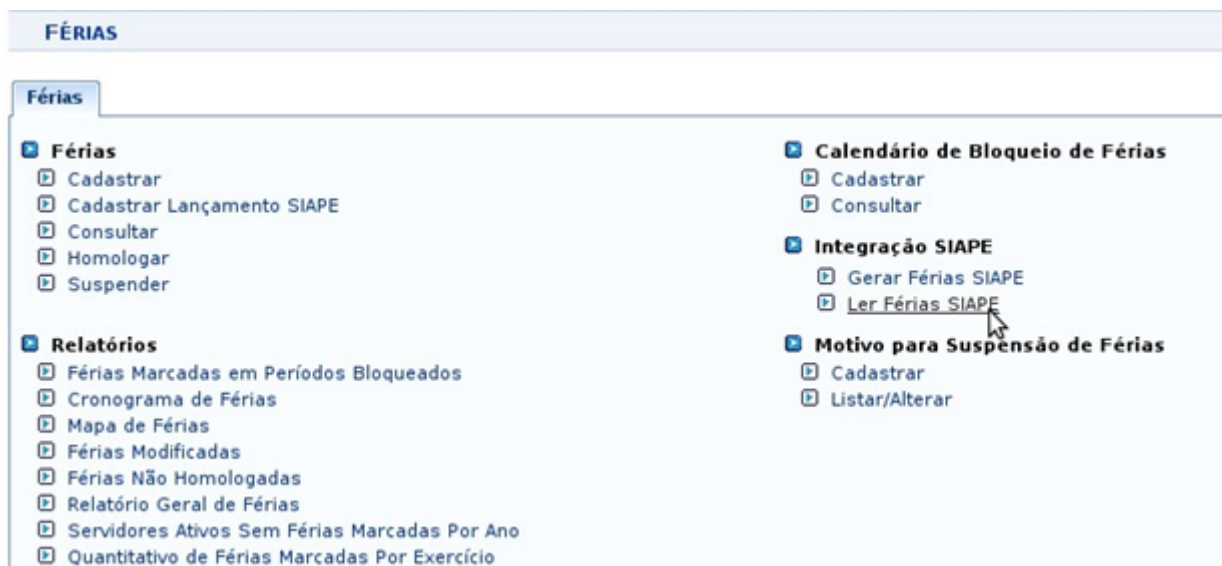 FÉRIAS
Férias
Férias
Cadastrar
Cadastrar Lançamento SIAPE
Consultar
Homologar
Suspender
Relatórios
Férias Marcadas em Períodos Bloqueados
Cronograma de Férias
Mapa de Férias
Férias Modificadas
Férias Não Homologadas
Relatório Geral de Férias
Servidores Ativos Sem Férias Marcadas Por Ano
Quantitativo de Férias Marcadas Por Exercício
Calendário de Bloqueio de Férias
Cadastrar
Consultar
Integração SIAPE
Gerar Férias SIAPE
Ler Férias SIAPE
Motivo para Suspensão de Férias
Cadastrar
Listar/Alterar